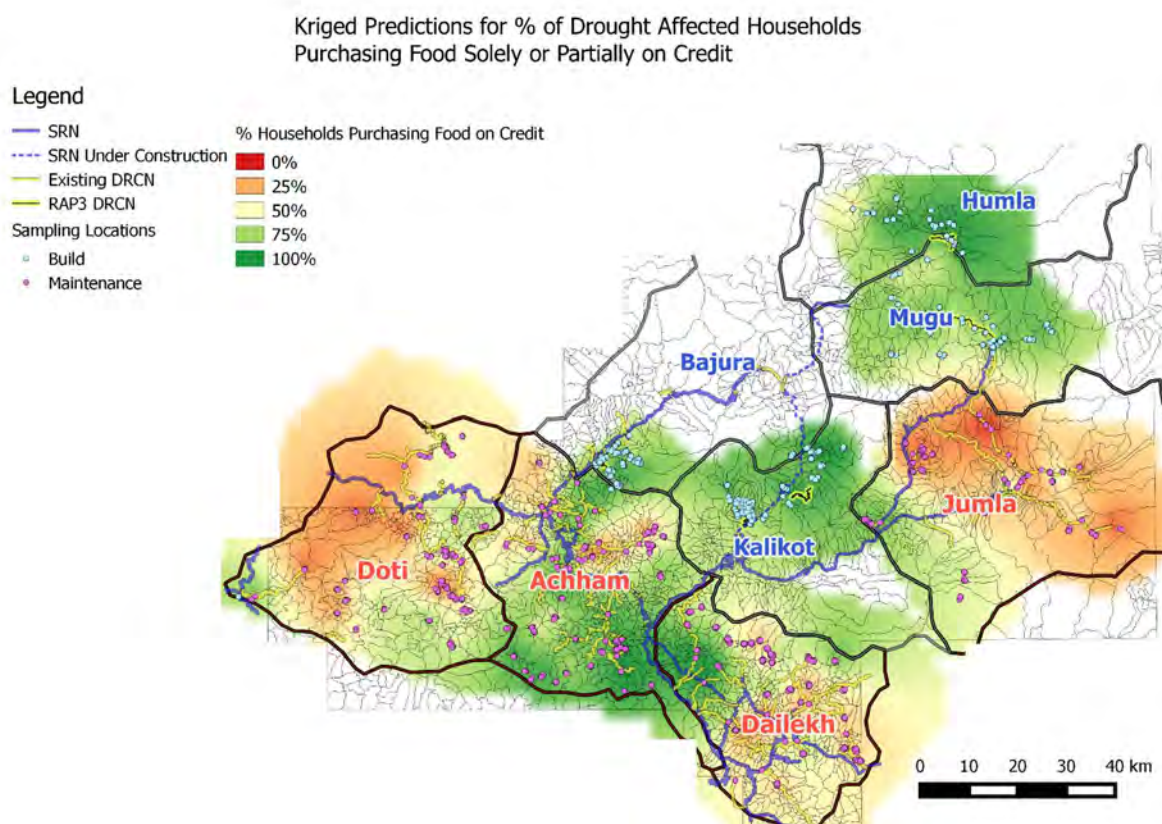 Kriged Predictions for % of Drought Affected Households
Purchasing Food Solely or Partially on Credit
Legend
SRN
SRN Under Construction
Existing DRCN
RAP3 DRCN
Sampling Locations
Build
Maintenance
% Households Purchasing Food on Credit
0%
25%
50%
75%
100%
Humla
Mugu
Bajura
Jumla
Kalikot
Doti
Achham
Dailekh
0 10 20 30 40 km